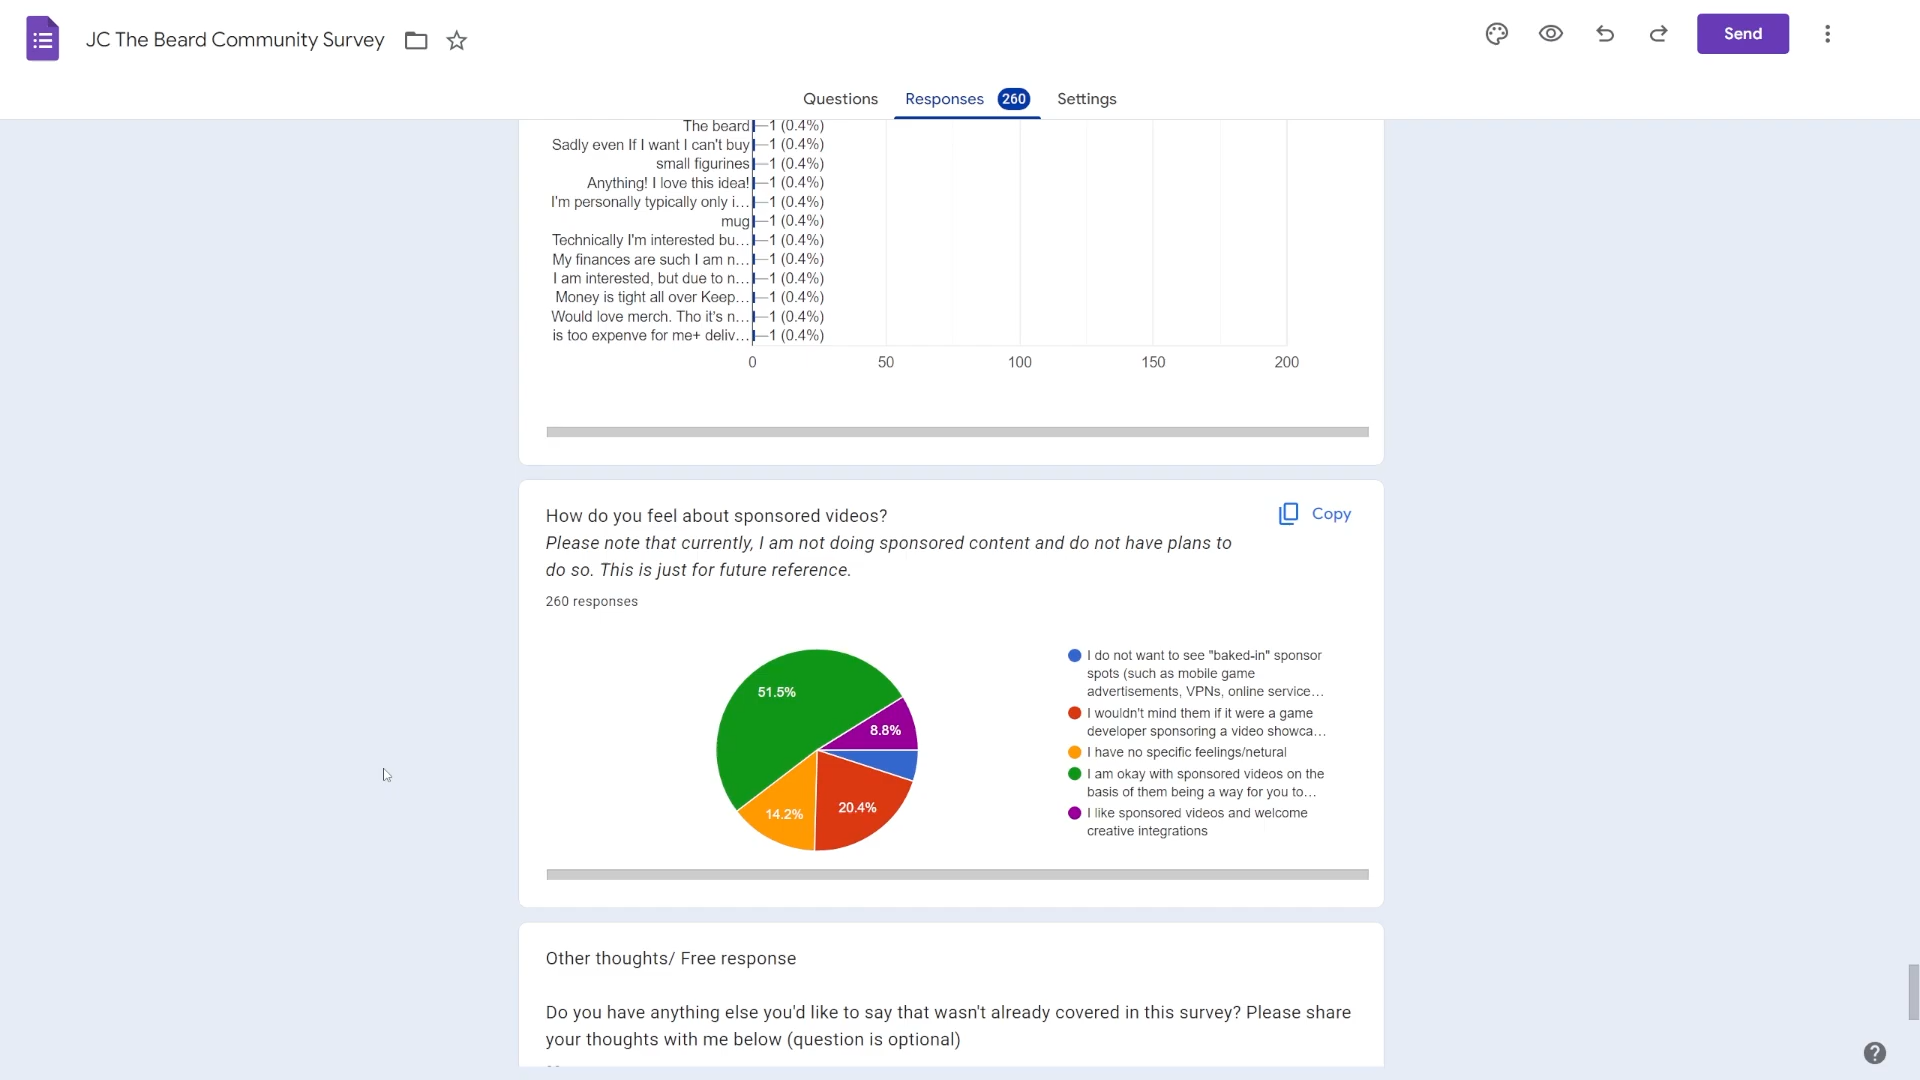 JC The Beard Community Survey
Send
Questions
Responses 260
Settings
The beard 1 (0.4%)
Sadly even If I want I can't buy 1 (0.4%)
small figurines 1 (0.4%)
Anything! I love this idea! 1 (0.4%)
I'm personally typically only i... 1 (0.4%)
mug 1 (0.4%)
Technically I'm interested bu... 1 (0.4%)
My finances are such I am n... 1 (0.4%)
I am interested, but due to n... 1 (0.4%)
Money is tight all over Keep... 1 (0.4%)
Would love merch. Tho it's n... 1 (0.4%)
is too expenve for me+ deliv... 1 (0.4%)
0 50 100 150 200
How do you feel about sponsored videos?
Copy
Please note that currently, I am not doing sponsored content and do not have plans to
do so. This is just for future reference.
260 responses
51.5%
8.8%
14.2%
20.4%
I do not want to see "baked-in" sponsor
spots (such as mobile game
advertisements, VPNs, online service...
I wouldn't mind them if it were a game
developer sponsoring a video showca...
I have no specific feelings/netural
I am okay with sponsored videos on the
basis of them being a way for you to...
I like sponsored videos and welcome
creative integrations
Other thoughts/ Free response
Do you have anything else you'd like to say that wasn't already covered in this survey? Please share
your thoughts with me below (question is optional)